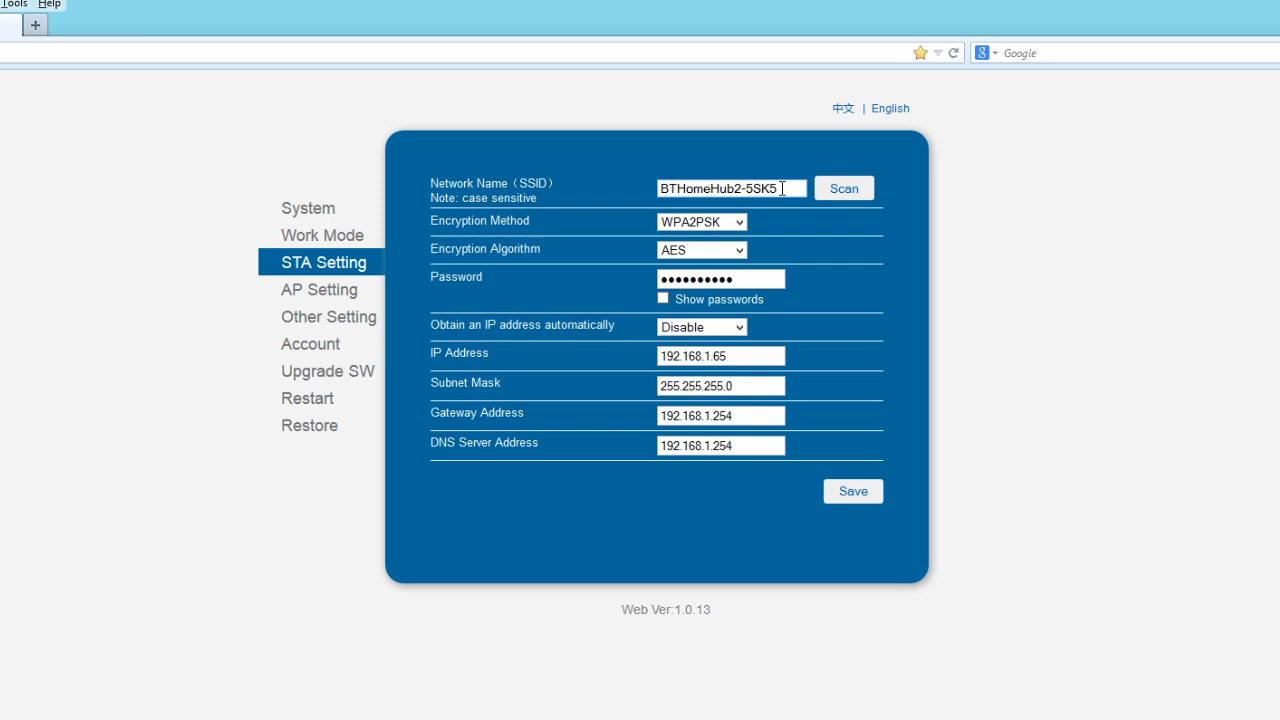 Tools Help
+
8 Google
中文 | English
Network Name（SSID）
Note: case sensitive
BTHomeHub2-5SK5
Scan
System
Work Mode
STA Setting
AP Setting
Other Setting
Account
Upgrade SW
Restart
Restore
Encryption Method
WPA2PSK
Encryption Algorithm
AES
Password
••••••••••
Show passwords
Obtain an IP address automatically
Disable
IP Address
192.168.1.65
Subnet Mask
255.255.255.0
Gateway Address
192.168.1.254
DNS Server Address
192.168.1.254
Save
Web Ver:1.0.13